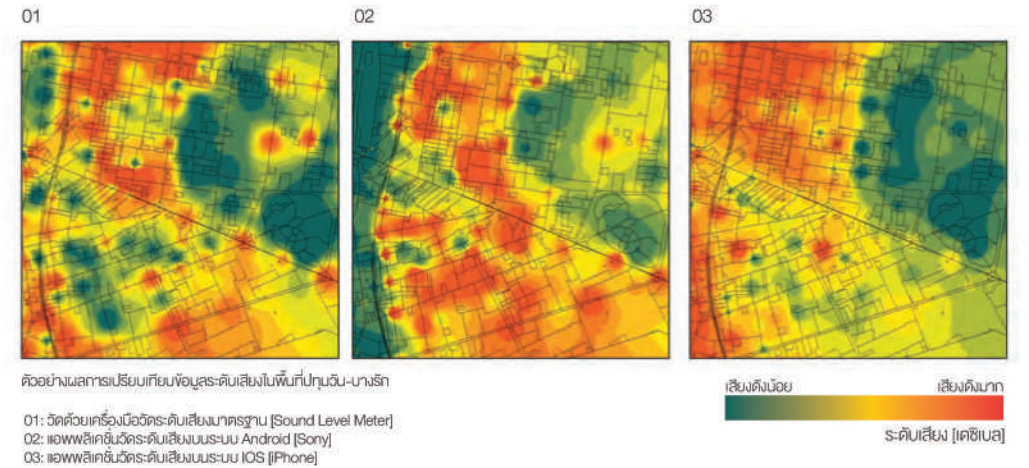 01
02
03
ตัวอย่างผลการเปรียบเทียบข้อมูลระดับเสียงในพื้นที่ปทุมวัน-บางรัก
01: วัดด้วยเครื่องมือวัดระดับเสียงมาตรฐาน [Sound Level Meter]
02: แอพพลิเคชั่นวัดระดับเสียงบนระบบ Android [Sony]
03: แอพพลิเคชั่นวัดระดับเสียงบนระบบ IOS [iPhone]
เสียงดังน้อย เสียงดังมาก
ระดับเสียง [เดซิเบล]